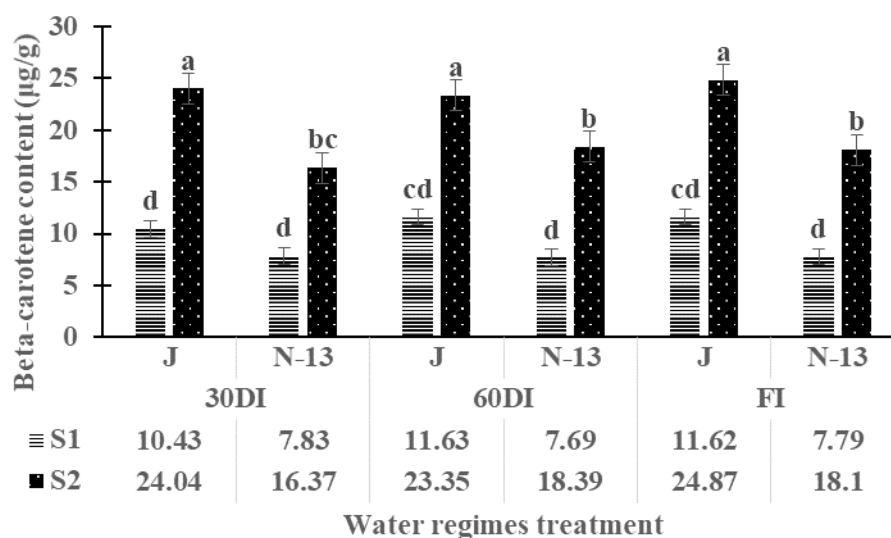 Beta-carotene content (µg/g)
30
25
20
15
10
5
0
d
a
d
bc
cd
a
d
b
cd
a
d
b
J N-13 J N-13 J N-13
30DI 60DI FI
S1 10.43 7.83 11.63 7.69 11.62 7.79
S2 24.04 16.37 23.35 18.39 24.87 18.1
Water regimes treatment